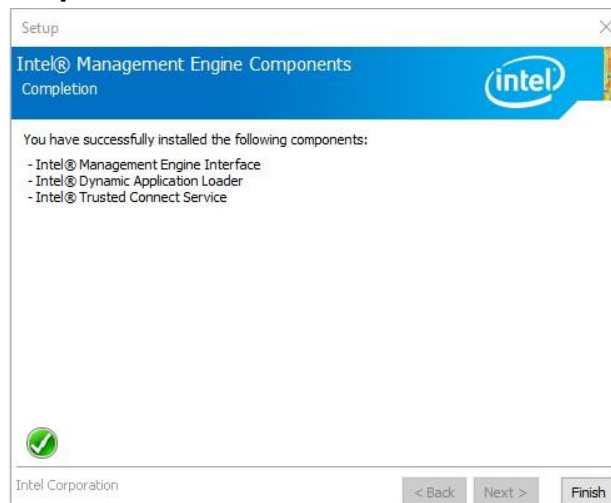 Setup
Intel® Management Engine Components
Completion
intel
You have successfully installed the following components:
- Intel® Management Engine Interface
- Intel® Dynamic Application Loader
- Intel® Trusted Connect Service
Intel Corporation
< Back Next > Finish